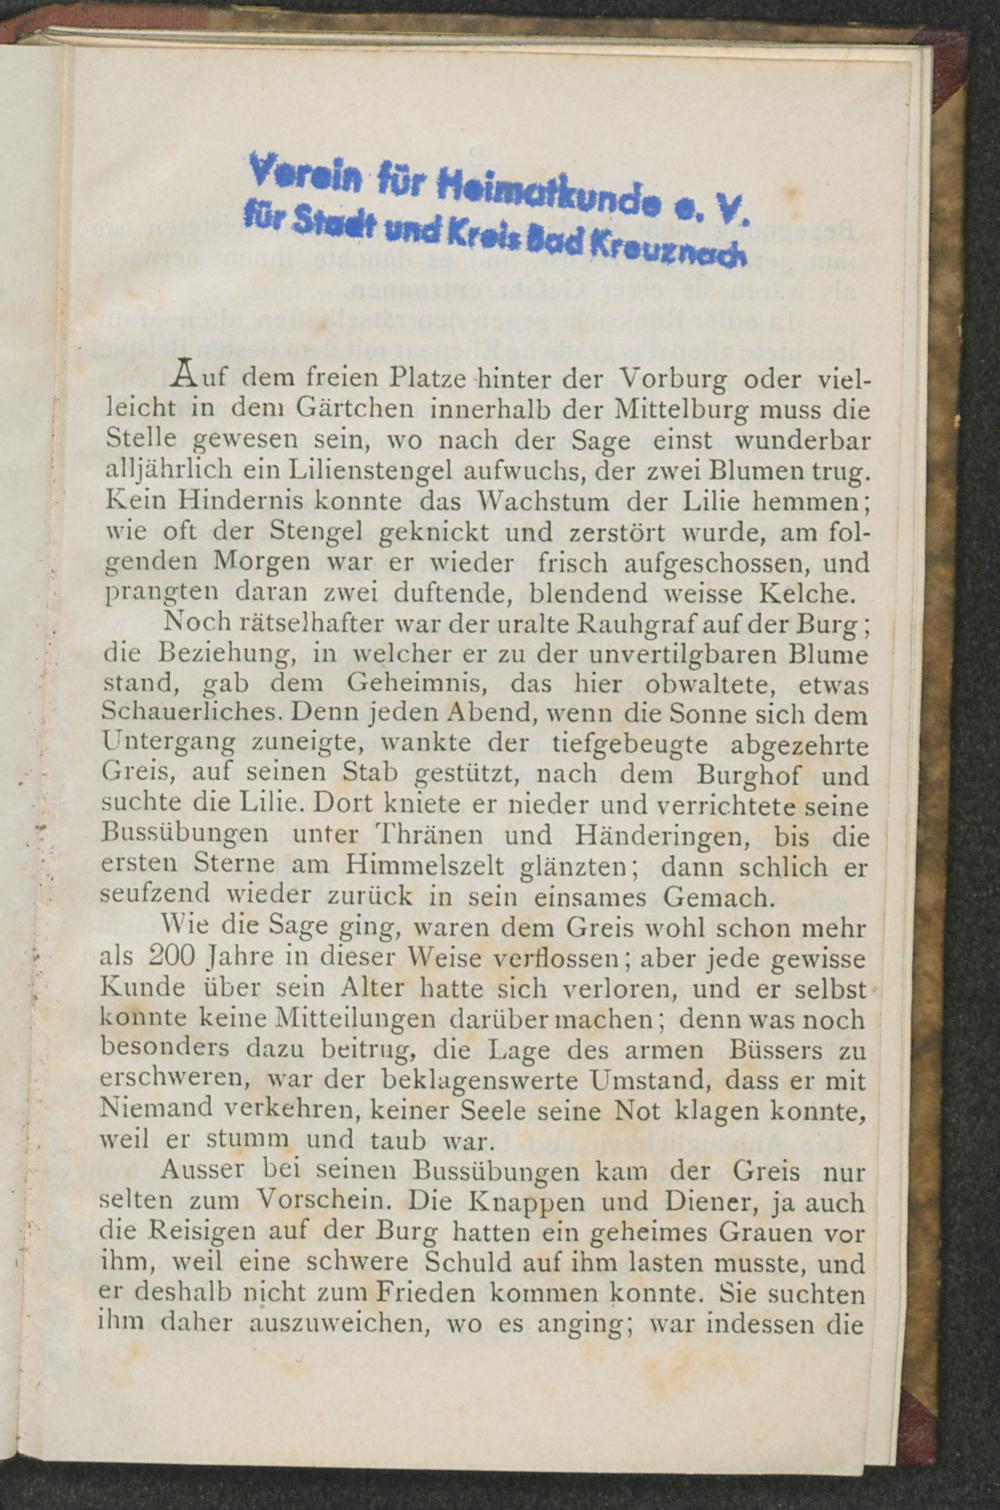 Verein für Heimatkunde e. V.
für Stadt und Kreis Bad Kreuznach
Auf dem freien Platze hinter der Vorburg oder viel-
leicht in dem Gärtchen innerhalb der Mittelburg muss die
Stelle gewesen sein, wo nach der Sage einst wunderbar
alljährlich ein Lilienstengel aufwuchs, der zwei Blumen trug.
Kein Hindernis konnte das Wachstum der Lilie hemmen;
wie oft der Stengel geknickt und zerstört wurde, am fol-
genden Morgen war er wieder frisch aufgeschossen, und
prangten daran zwei duftende, blendend weisse Kelche.
Noch rätselhafter war der uralte Rauhgraf auf der Burg;
die Beziehung, in welcher er zu der unvertilgbaren Blume
stand, gab dem Geheimnis, das hier obwaltete, etwas
Schauerliches. Denn jeden Abend, wenn die Sonne sich dem
Untergang zuneigte, wankte der tiefgebeugte abgezehrte
Greis, auf seinen Stab gestützt, nach dem Burghof und
suchte die Lilie. Dort kniete er nieder und verrichtete seine
Bussübungen unter Thränen und Händeringen, bis die
ersten Sterne am Himmelszelt glänzten; dann schlich er
seufzend wieder zurück in sein einsames Gemach.
Wie die Sage ging, waren dem Greis wohl schon mehr
als 200 Jahre in dieser Weise verflossen; aber jede gewisse
Kunde über sein Alter hatte sich verloren, und er selbst
konnte keine Mitteilungen darüber machen; denn was noch
besonders dazu beitrug, die Lage des armen Büssers zu
erschweren, war der beklagenswerte Umstand, dass er mit
Niemand verkehren, keiner Seele seine Not klagen konnte,
weil er stumm und taub war.
Ausser bei seinen Bussübungen kam der Greis nur
selten zum Vorschein. Die Knappen und Diener, ja auch
die Reisigen auf der Burg hatten ein geheimes Grauen vor
ihm, weil eine schwere Schuld auf ihm lasten musste, und
er deshalb nicht zum Frieden kommen konnte. Sie suchten
ihm daher auszuweichen, wo es anging; war indessen die